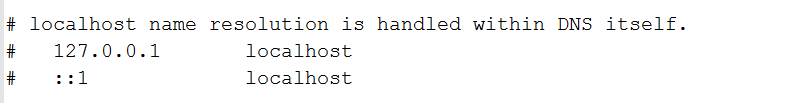 # localhost name resolution is handled within DNS itself.
#   127.0.0.1       localhost
#   ::1             localhost